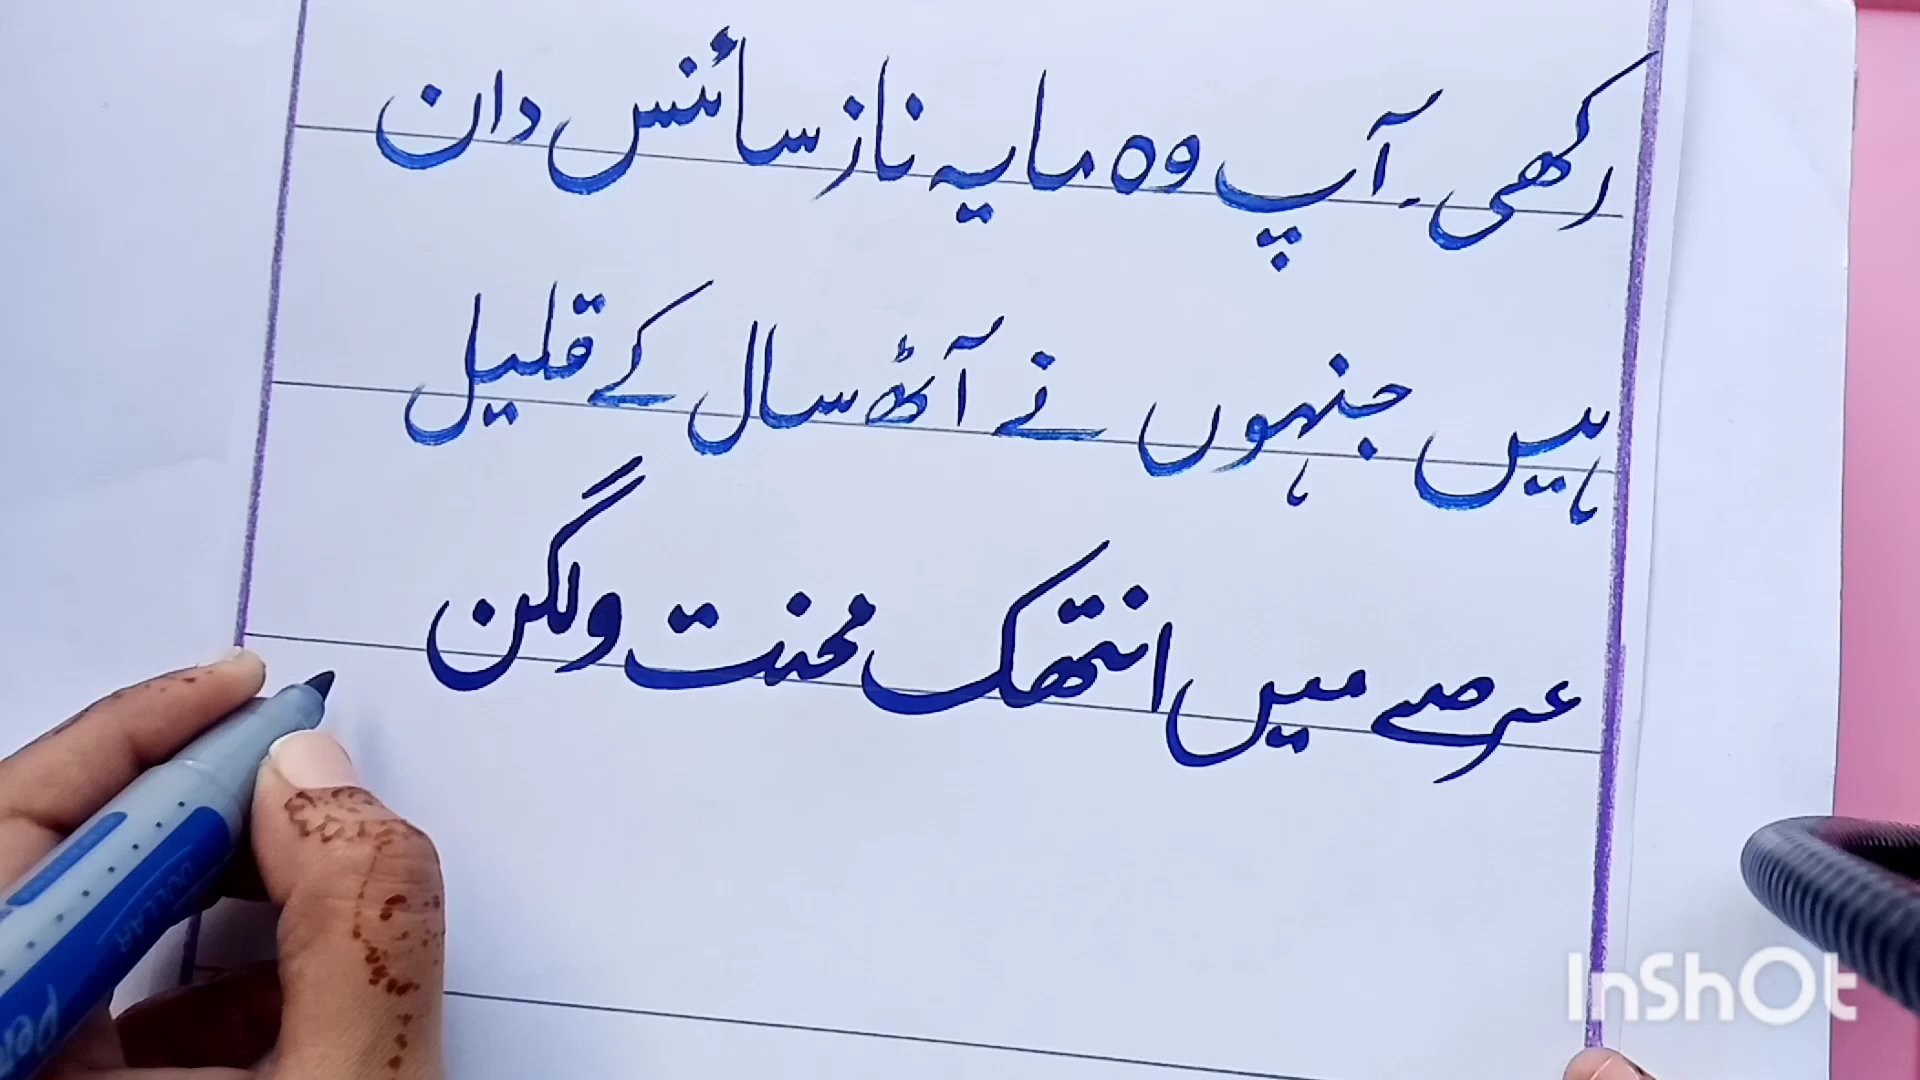 رکھی۔ آپ وہ مایہ ناز سائنس دان
ہیں جنہوں نے آٹھ سال کے قلیل
عرصے میں انتھک محنت و لگن
DOLLAR
InShOt